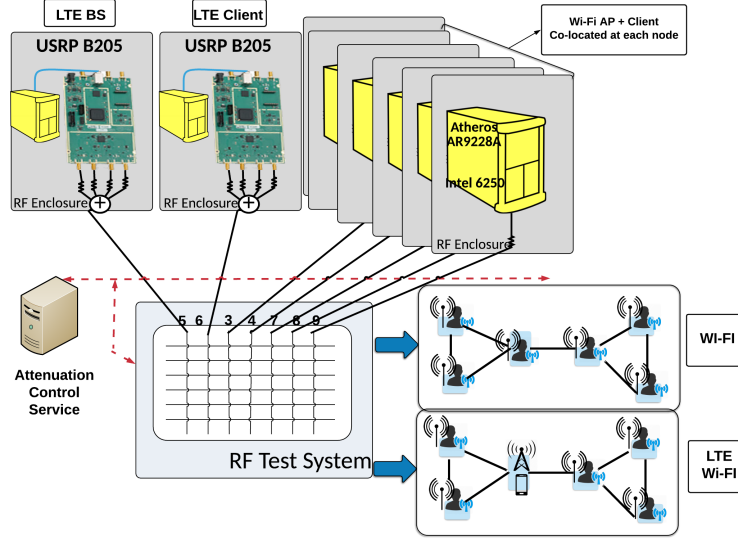 LTE BS
LTE Client
Wi-Fi AP + Client
Co-located at each node
USRP B205
USRP B205
Atheros
AR9228A
Intel 6250
RF Enclosure
RF Enclosure
RF Enclosure
5 6 3 4 7 8 9
Attenuation
Control
Service
RF Test System
WI-FI
LTE
Wi-FI